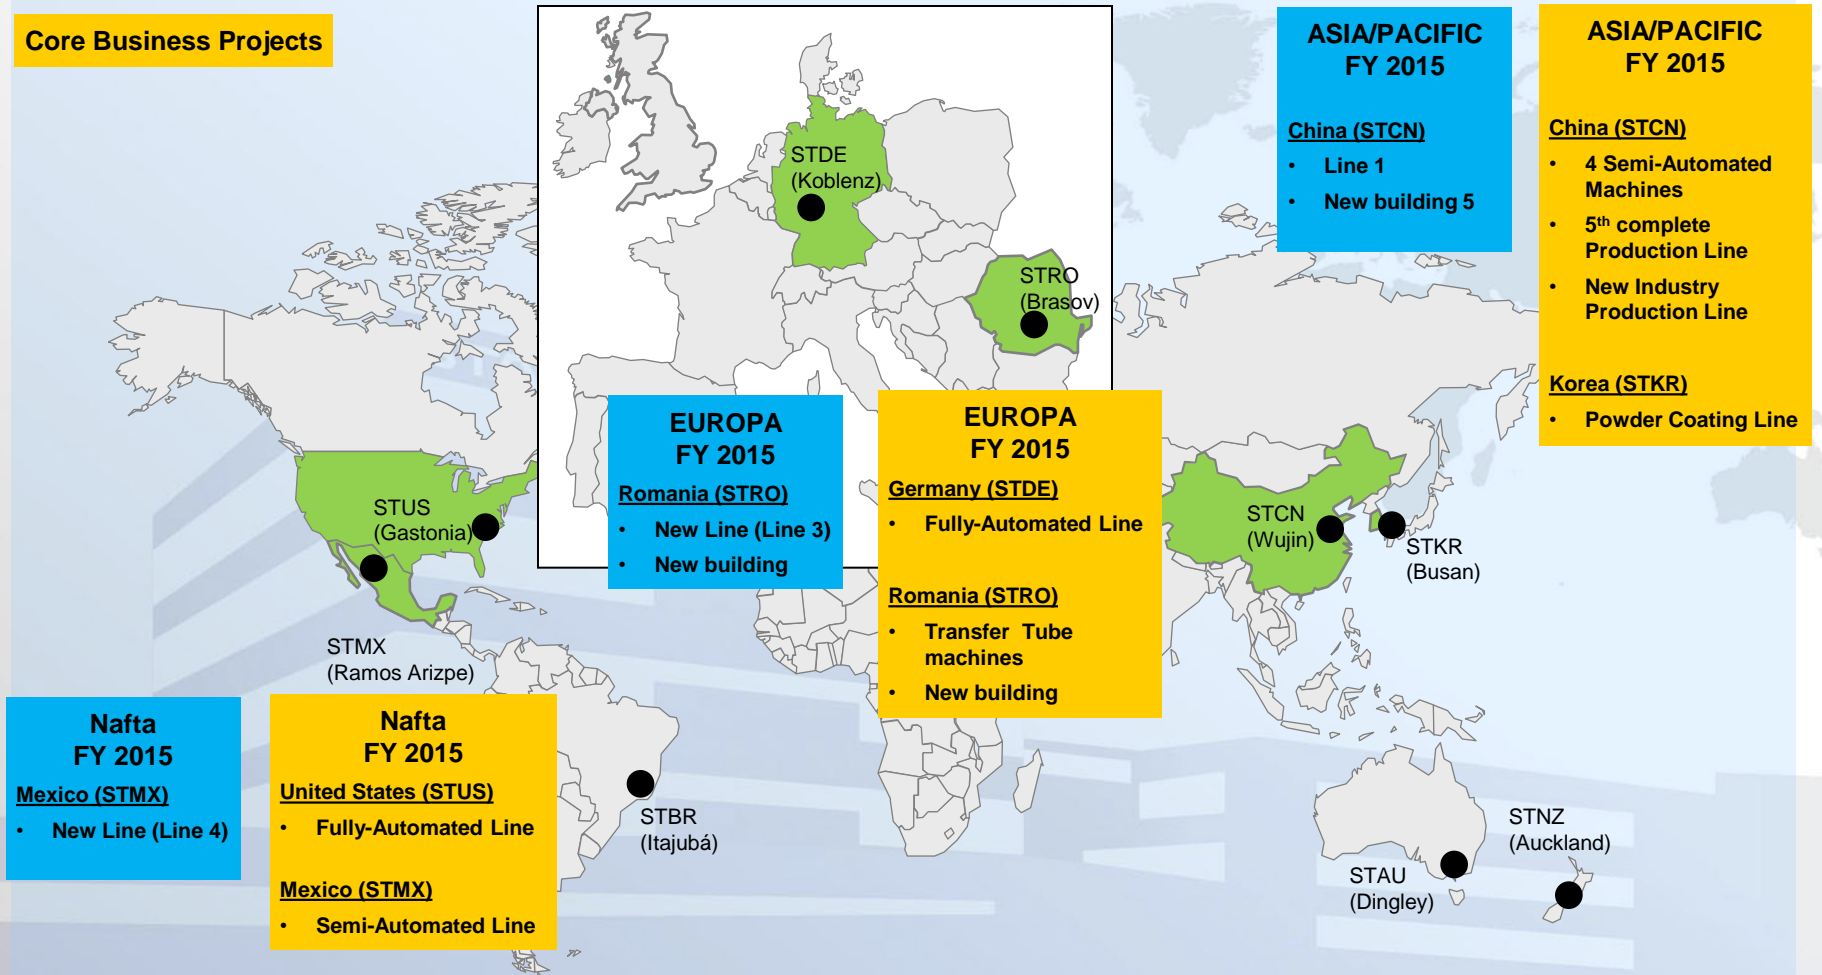 Core Business Projects
STDE
(Koblenz)
STRO
(Brasov)
ASIA/PACIFIC
FY 2015
China (STCN)
• Line 1
• New building 5
ASIA/PACIFIC
FY 2015
China (STCN)
• 4 Semi-Automated
Machines
• 5th complete
Production Line
• New Industry
Production Line
Korea (STKR)
• Powder Coating Line
EUROPA
FY 2015
Romania (STRO)
• New Line (Line 3)
• New building
EUROPA
FY 2015
Germany (STDE)
• Fully-Automated Line
Romania (STRO)
• Transfer Tube
machines
• New building
STUS
(Gastonia)
STCN
(Wujin)
STKR
(Busan)
STMX
(Ramos Arizpe)
Nafta
FY 2015
Mexico (STMX)
• New Line (Line 4)
Nafta
FY 2015
United States (STUS)
• Fully-Automated Line
Mexico (STMX)
• Semi-Automated Line
STBR
(Itajubá)
STNZ
(Auckland)
STAU
(Dingley)